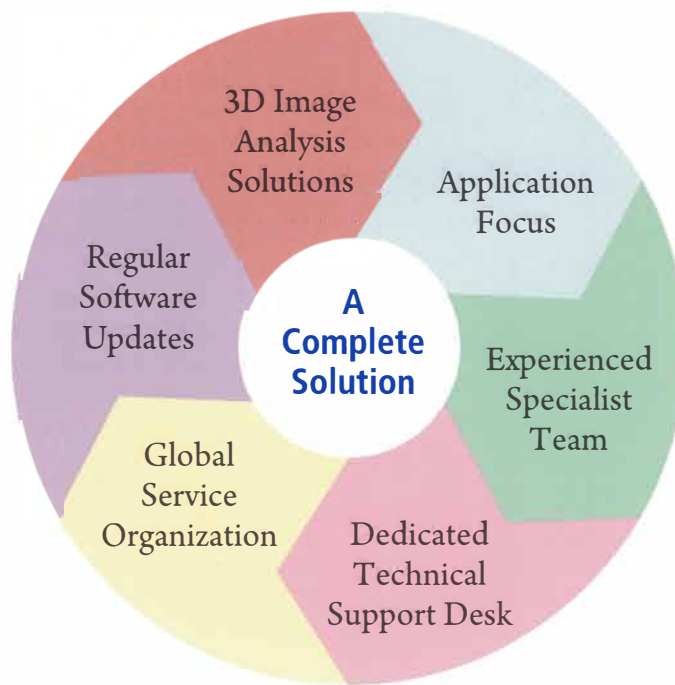 3D Image
Analysis
Solutions
Application
Focus
Experienced
Specialist
Team
Dedicated
Technical
Support Desk
Global
Service
Organization
Regular
Software
Updates
A
Complete
Solution